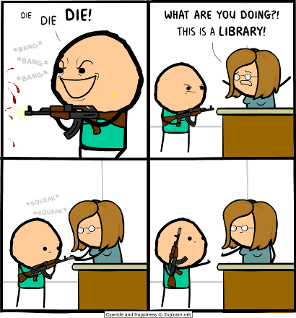 DIE DIE DIE!
*BANG*
*BANG*
*BANG*
WHAT ARE YOU DOING?!
THIS IS A LIBRARY!
*SQUEAK*
*SQUEAK*
Cyanide and Happiness © Explosm.net